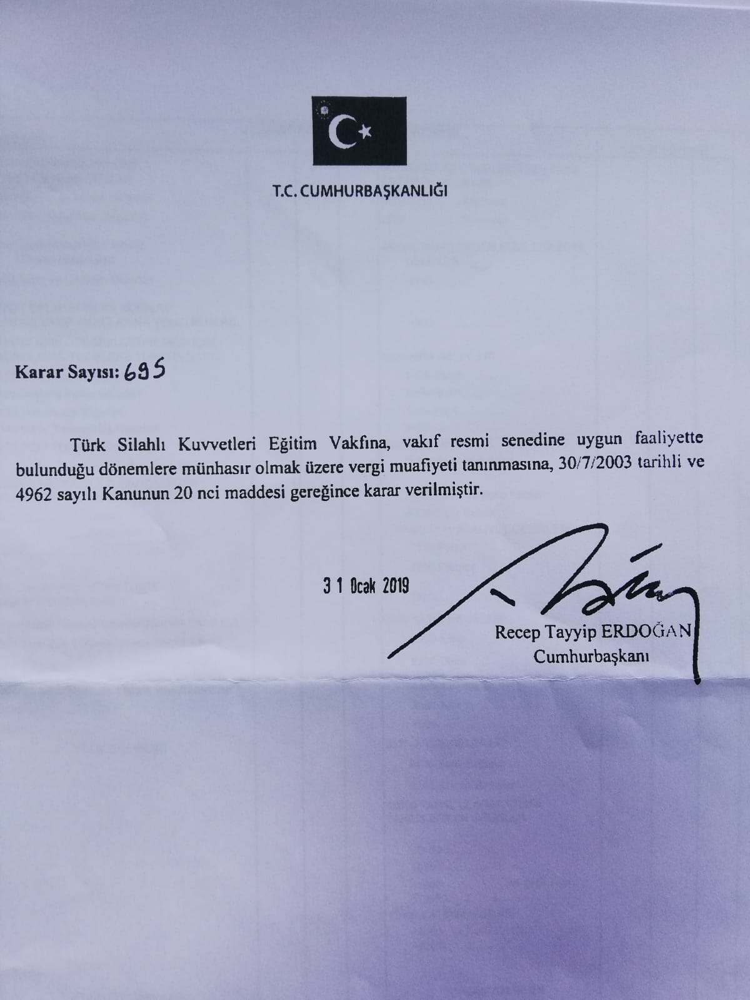 T.C. CUMHURBAŞKANLIĞI
Karar Sayısı: 695
Türk Silahlı Kuvvetleri Eğitim Vakfına, vakıf resmi senedine uygun faaliyette
bulunduğu dönemlere münhasır olmak üzere vergi muafiyeti tanınmasına, 30/7/2003 tarihli ve
4962 sayılı Kanunun 20 nci maddesi gereğince karar verilmiştir.
31 Ocak 2019
Recep Tayyip ERDOĞAN
Cumhurbaşkanı